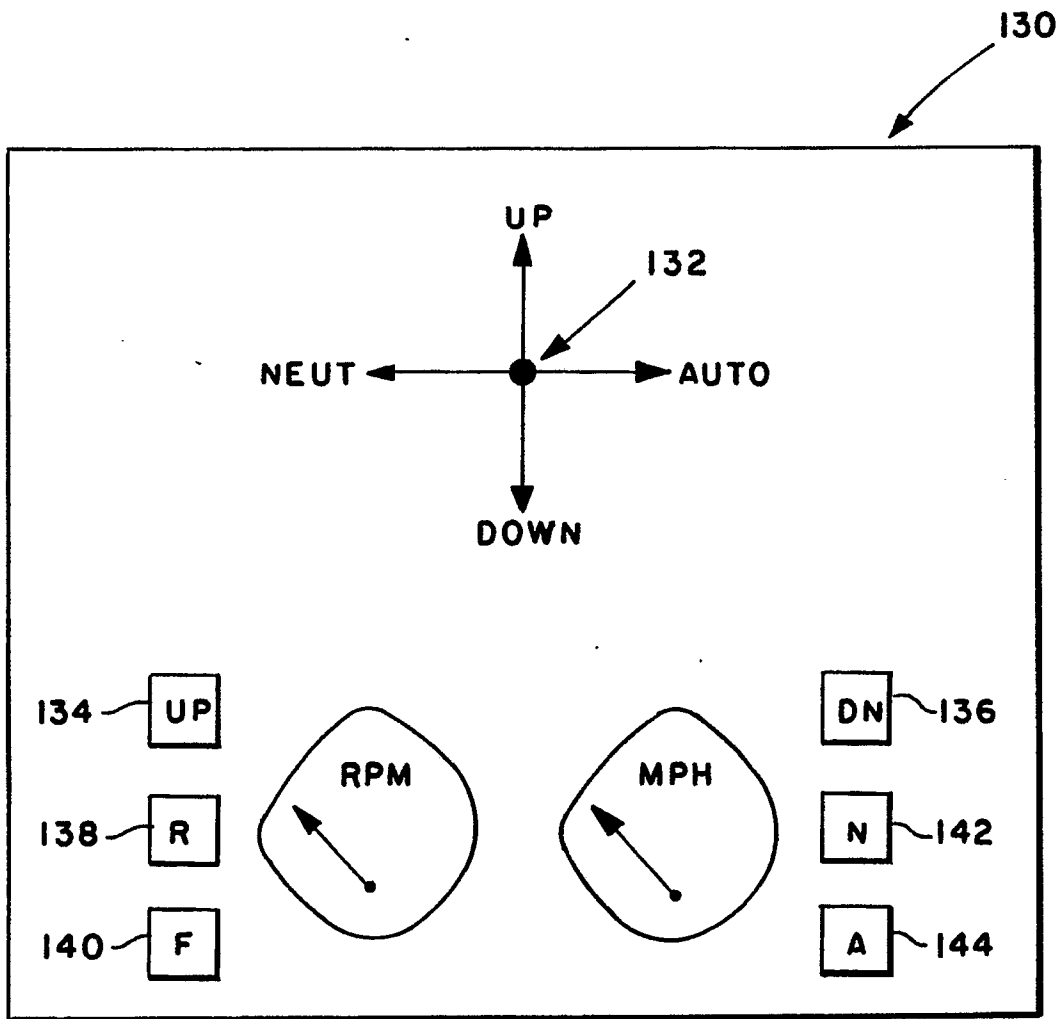 130
UP
132
NEUT AUTO
DOWN
134 UP DN 136
RPM MPH
138 R N 142
140 F A 144